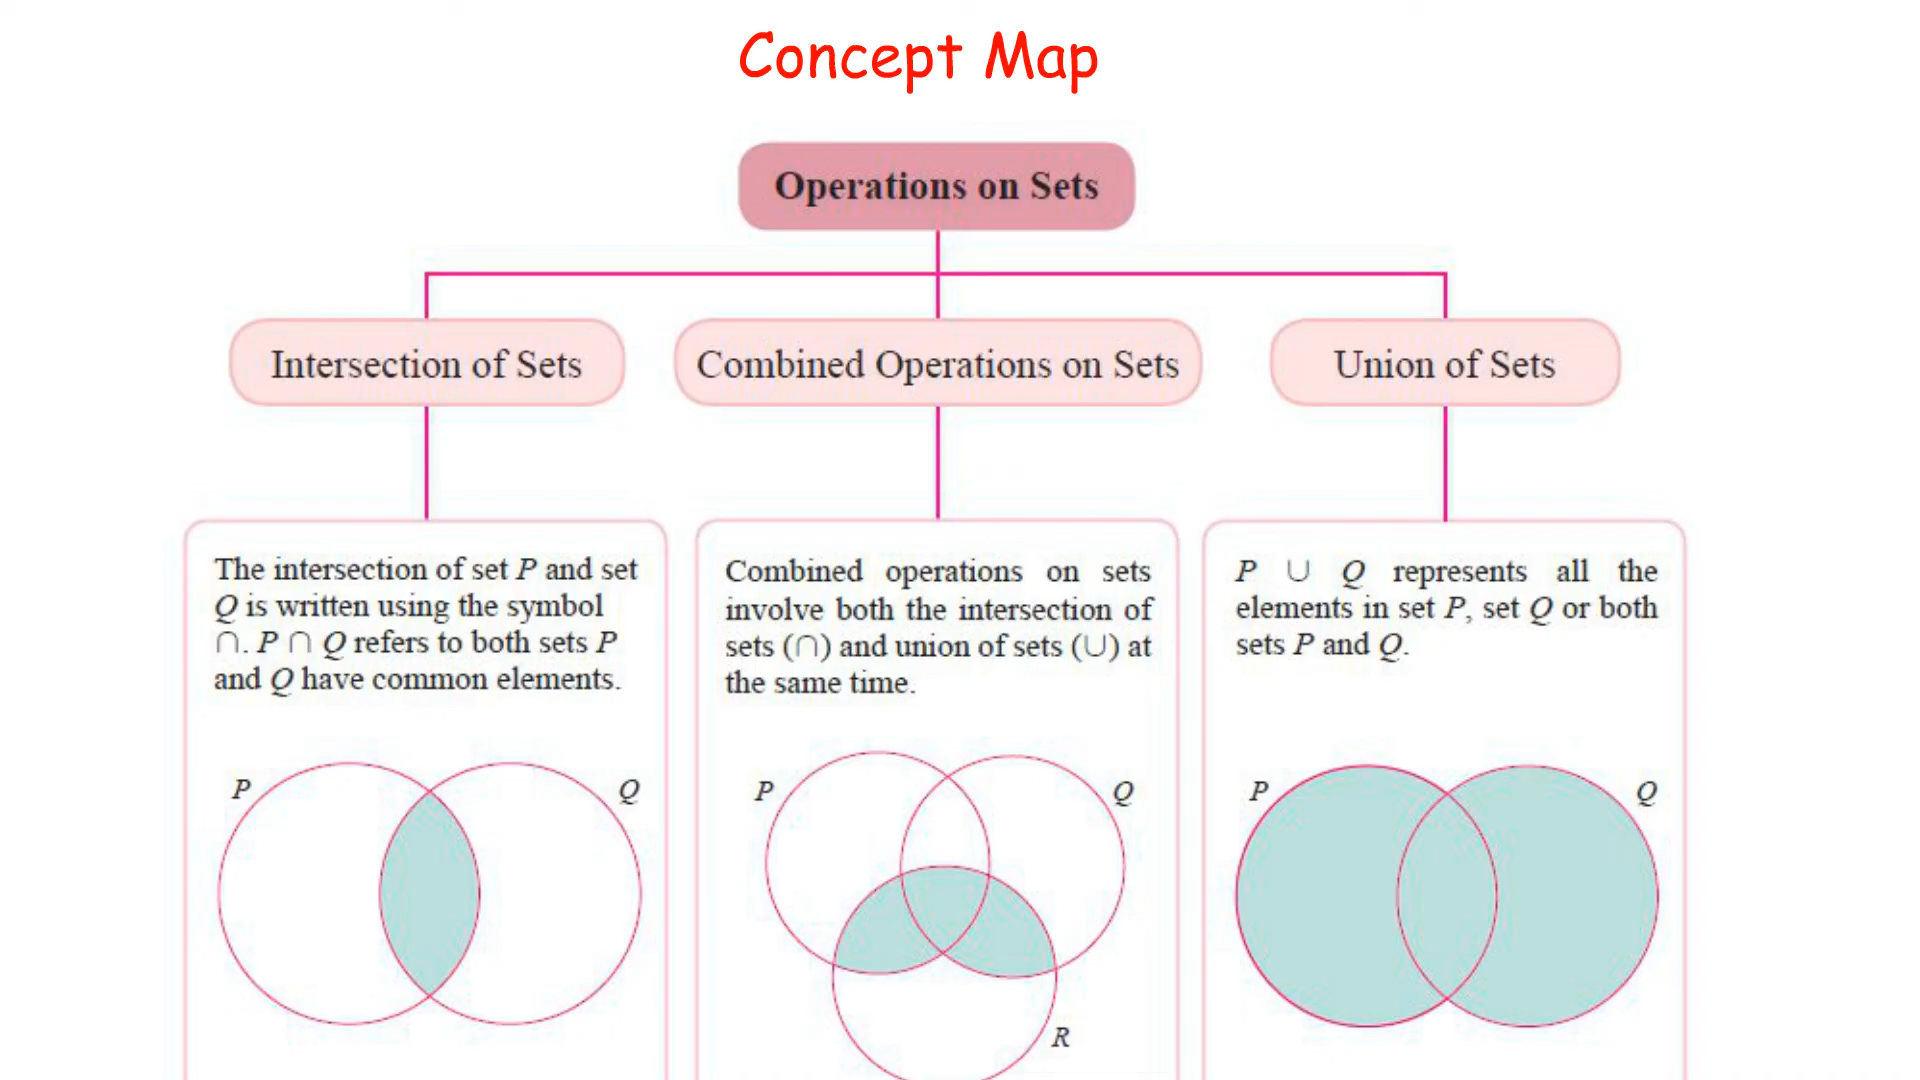 Concept Map
Operations on Sets
Intersection of Sets
Combined Operations on Sets
Union of Sets
The intersection of set P and set
Q is written using the symbol
∩. P ∩ Q refers to both sets P
and Q have common elements.
P
Q
Combined operations on sets
involve both the intersection of
sets (∩) and union of sets (∪) at
the same time.
P
Q
R
P ∪ Q represents all the
elements in set P, set Q or both
sets P and Q.
P
Q